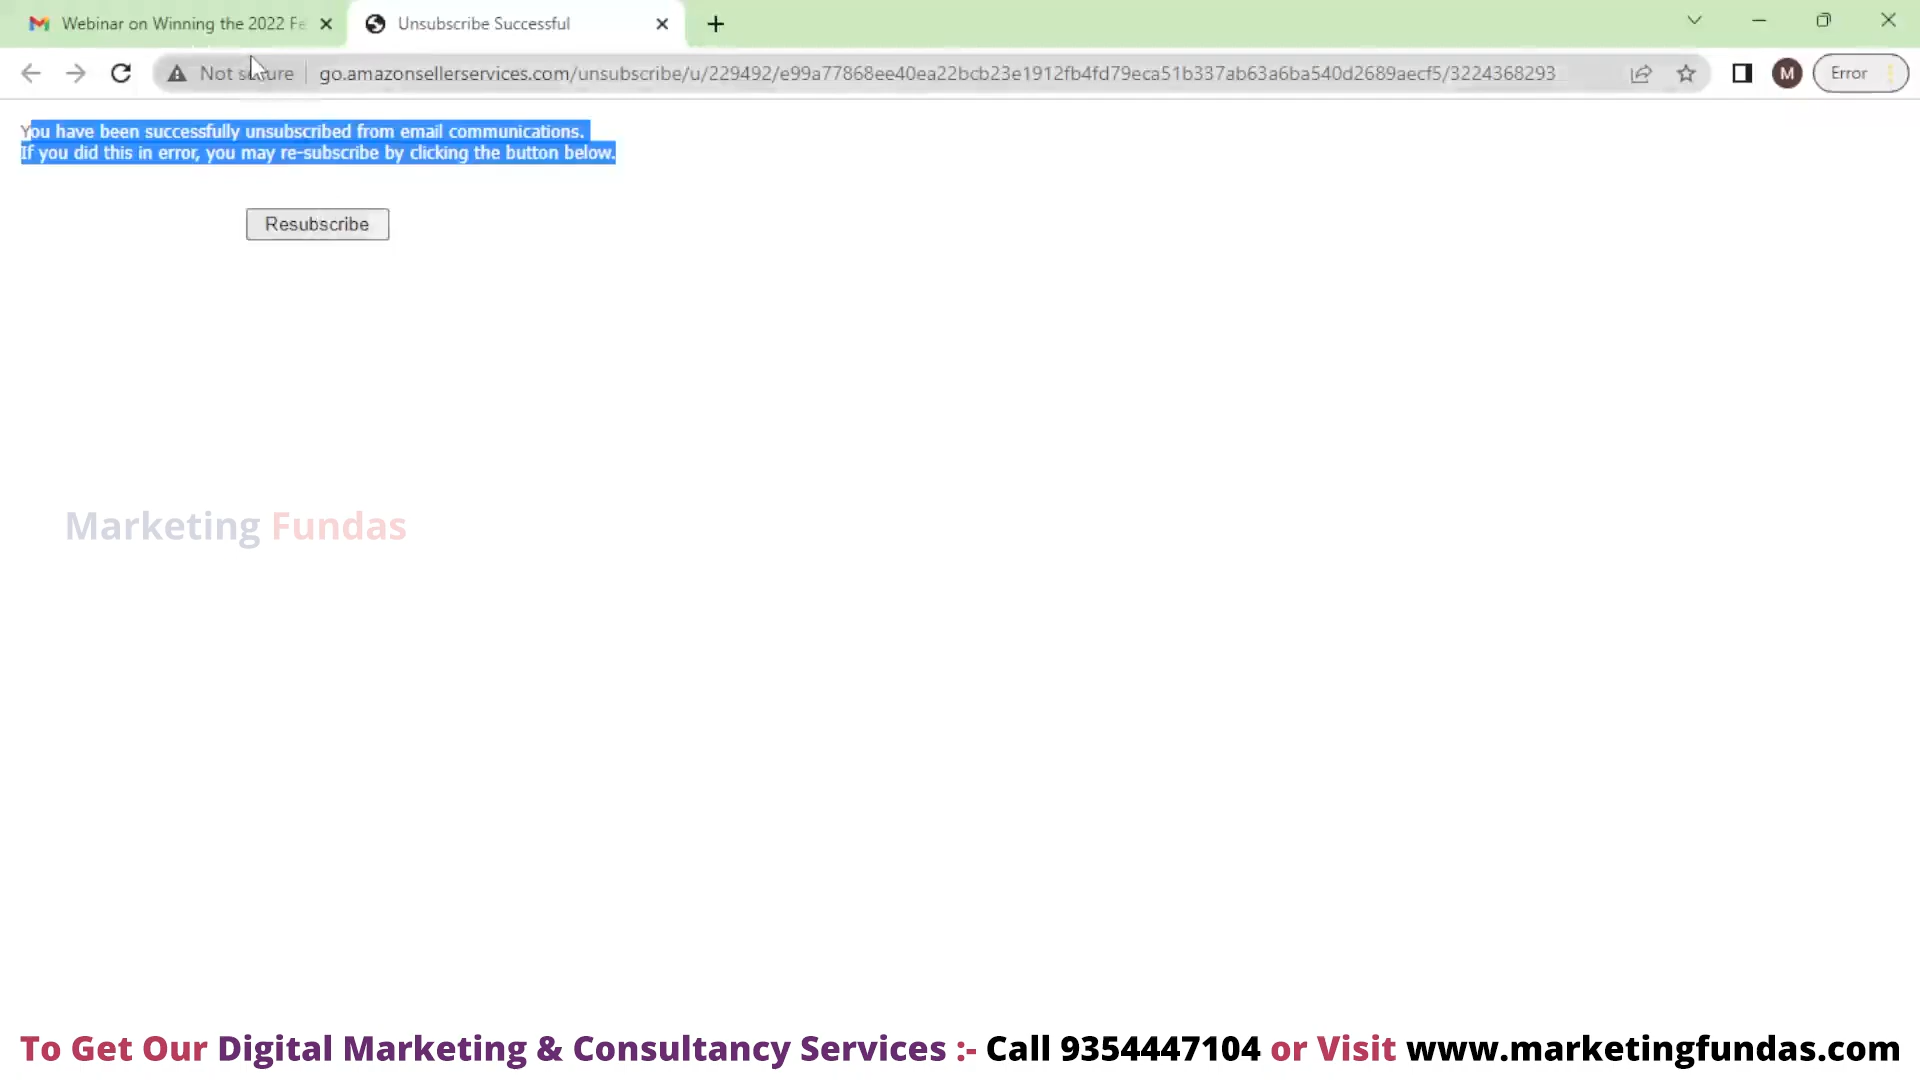 Webinar on Winning the 2022 Fe
Unsubscribe Successful
Not secure
go.amazonsellerservices.com/unsubscribe/u/229492/e99a77868ee40ea22bcb23e1912fb4fd79eca51b337ab63a6ba540d2689aecf5/3224368293
M
Error
You have been successfully unsubscribed from email communications.
If you did this in error, you may re-subscribe by clicking the button below.
Resubscribe
Marketing Fundas
To Get Our Digital Marketing & Consultancy Services :- Call 9354447104 or Visit www.marketingfundas.com